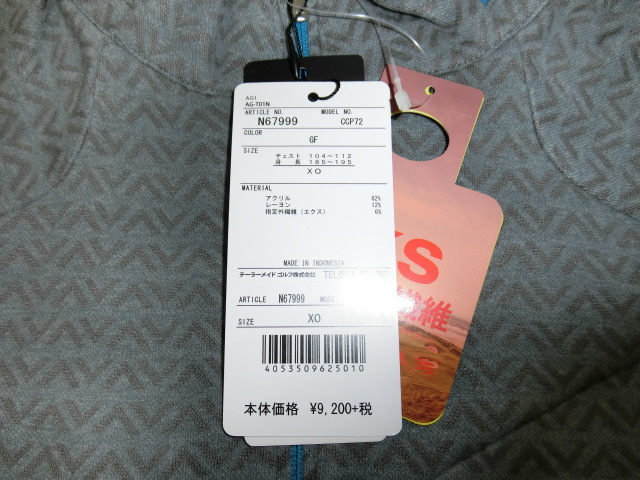 AGI
AG-T01N
ARTICLE NO. MODEL NO.
N67999 CCP72
COLOR
GF
SIZE
チェスト 104～112
身 長 185～195
XO
MATERIAL
アクリル 82%
レーヨン 12%
指定外繊維（エクス） 6%
MADE IN INDONESIA
テーラーメイド ゴルフ株式会社
ARTICLE N67999
SIZE XO
4053509625010
本体価格 ¥9,200+税
KS
繊維